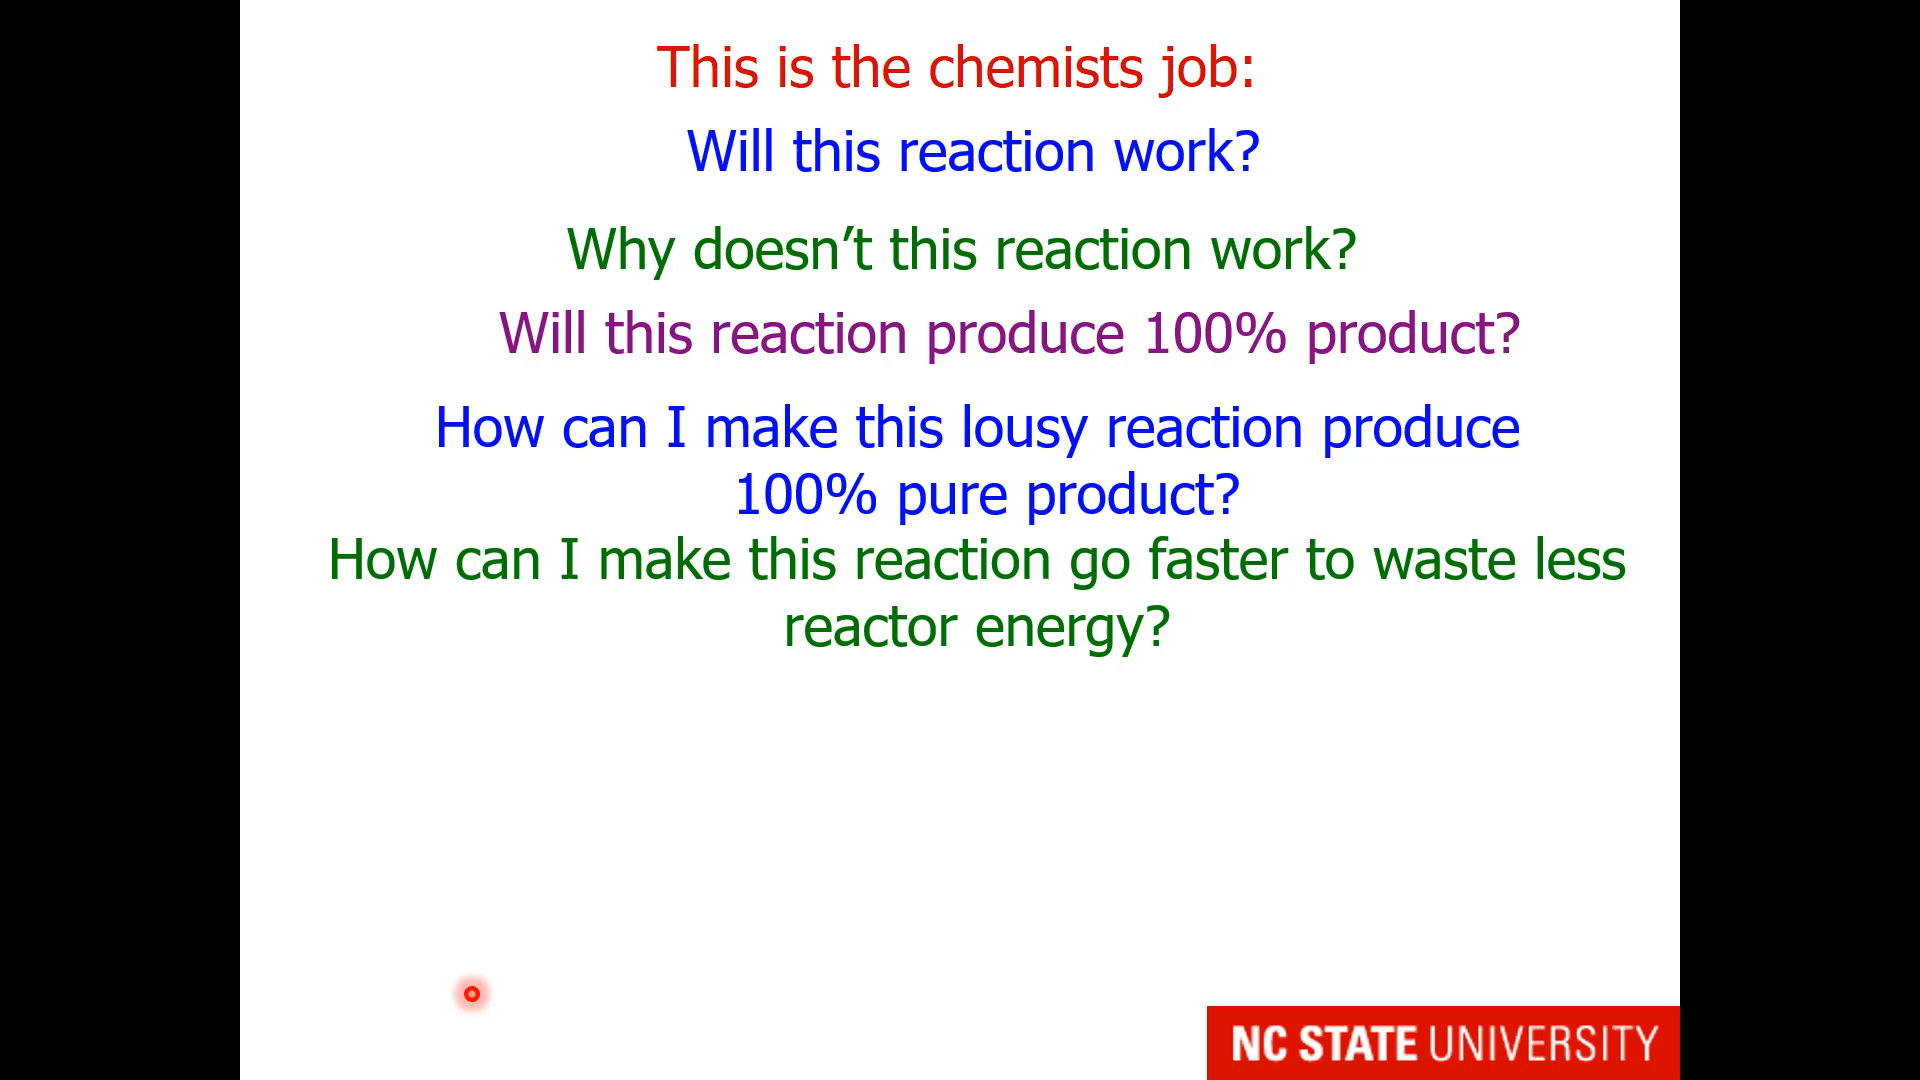 This is the chemists job:
Will this reaction work?
Why doesn’t this reaction work?
Will this reaction produce 100% product?
How can I make this lousy reaction produce
100% pure product?
How can I make this reaction go faster to waste less
reactor energy?
NC STATE UNIVERSITY